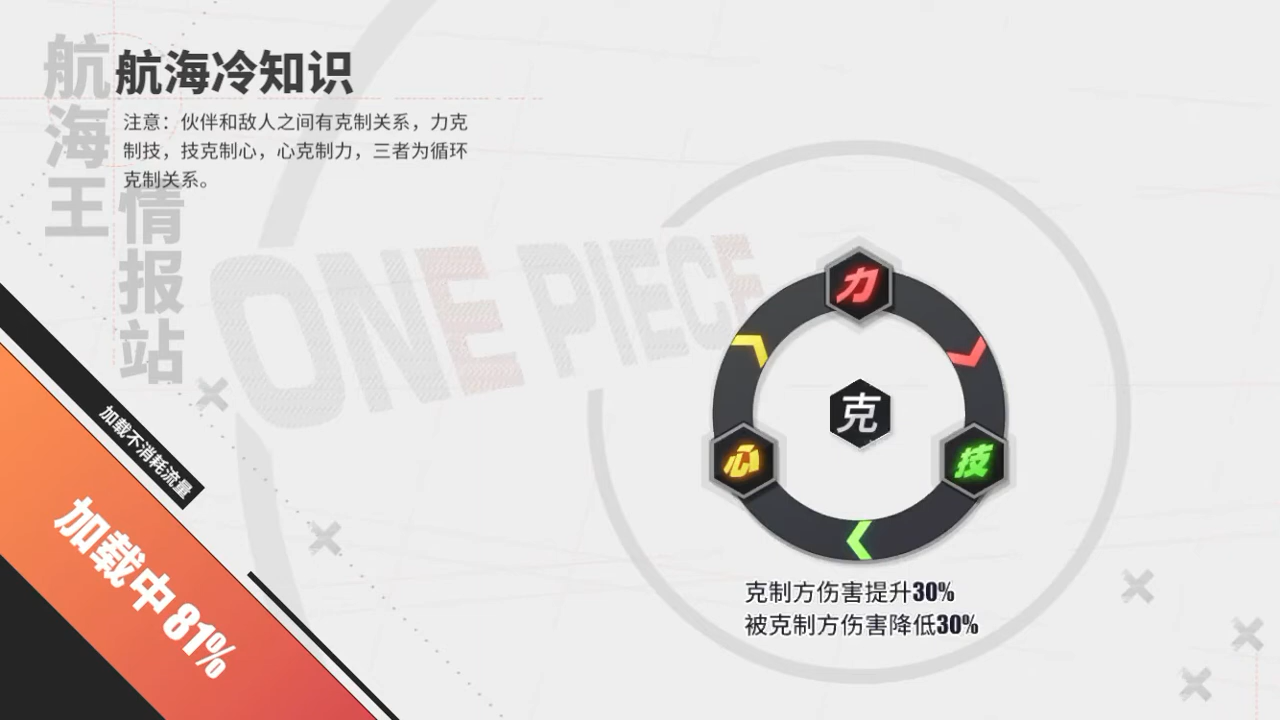 航海王
情报站
航海冷知识
注意：伙伴和敌人之间有克制关系，力克
制技，技克制心，心克制力，三者为循环
克制关系。
ONE PIECE
力
克
心
技
克制方伤害提升30%
被克制方伤害降低30%
加载不消耗流量
加载中 81%